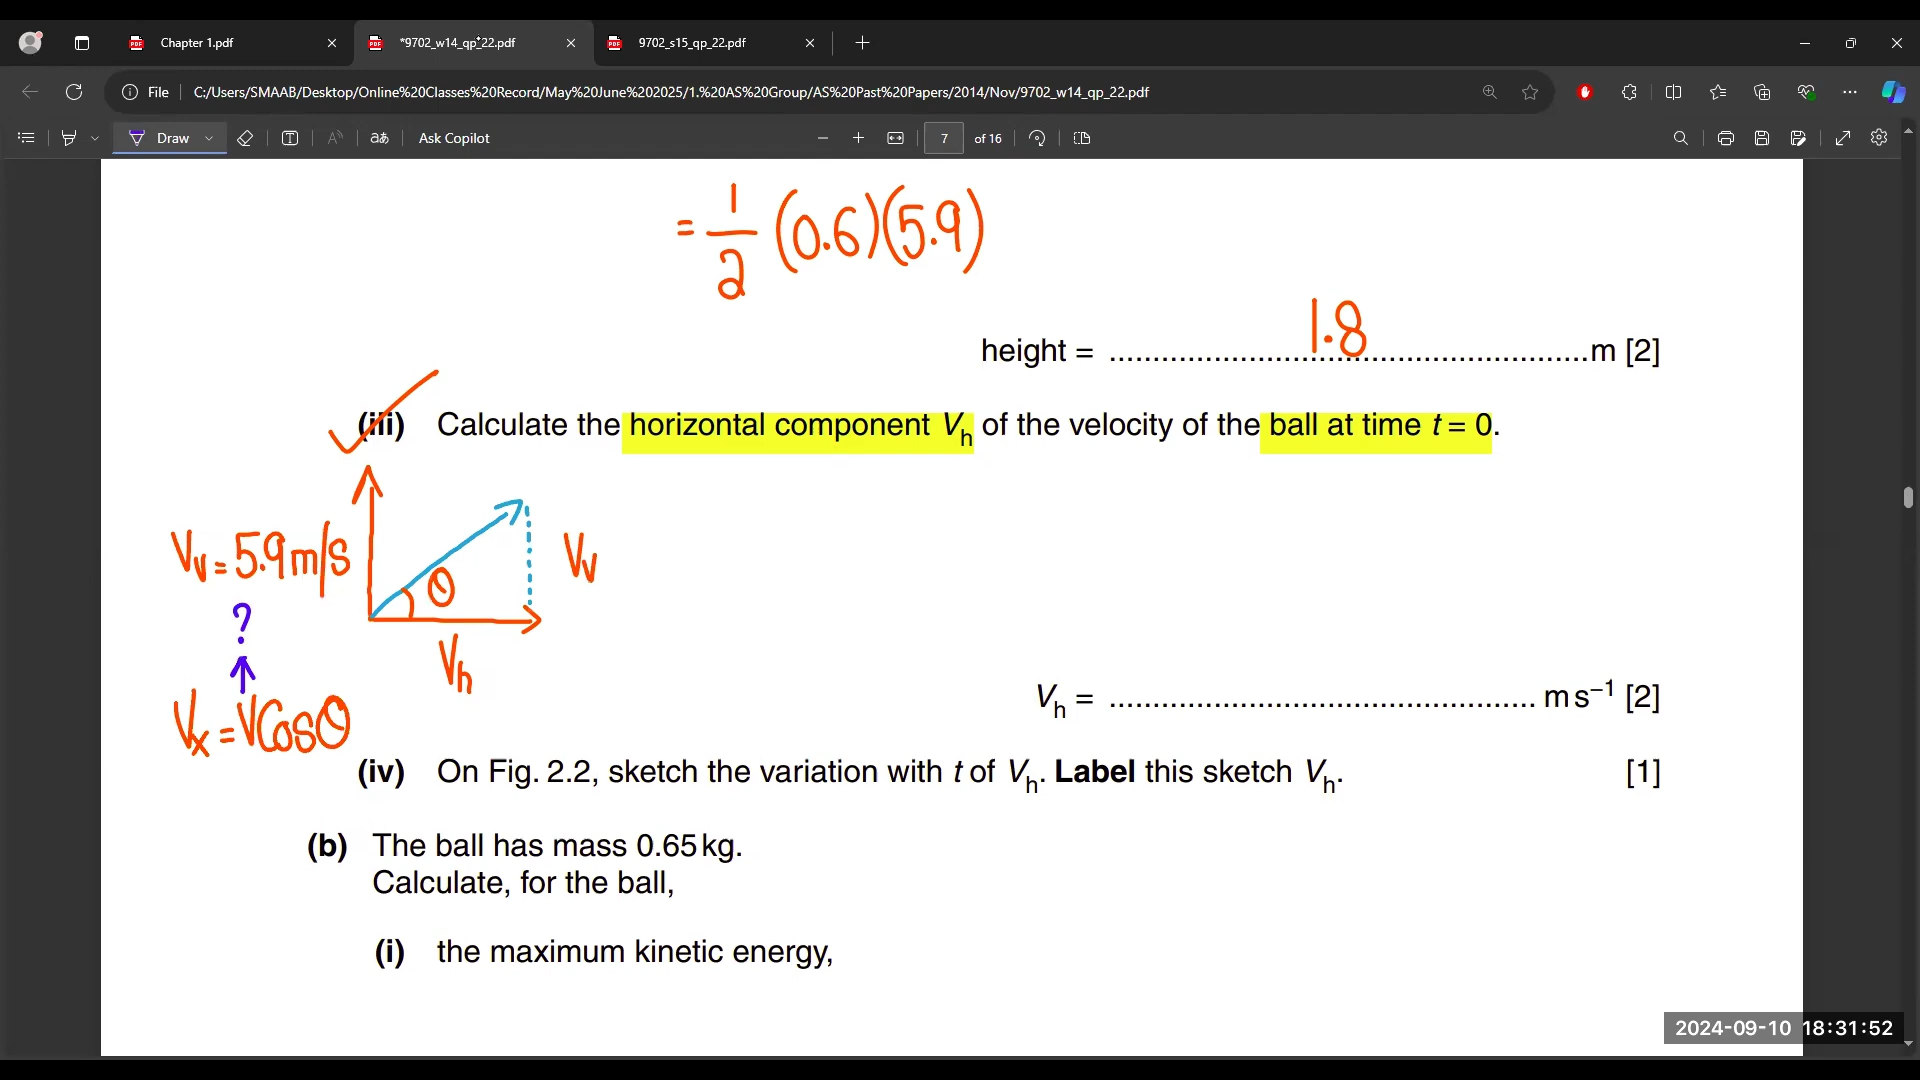 Chapter 1.pdf
*9702_w14_qp_22.pdf
9702_s15_qp_22.pdf
File C:/Users/SMAAB/Desktop/Online%20Classes%20Record/May%20June%202025/1.%20AS%20Group/AS%20Past%20Papers/2014/Nov/9702_w14_qp_22.pdf
Draw
Ask Copilot
7 of 16
= 1/2 (0.6)(5.9)
1.8
height = ........................................................m [2]
(iii) Calculate the horizontal component Vh of the velocity of the ball at time t = 0.
Vv = 5.9 m/s
θ
Vv
?
Vh
Vx = VCosθ
Vh = .................................................. m s⁻¹ [2]
(iv) On Fig. 2.2, sketch the variation with t of Vh. Label this sketch Vh. [1]
(b) The ball has mass 0.65 kg.
Calculate, for the ball,
(i) the maximum kinetic energy,
2024-09-10 18:31:52